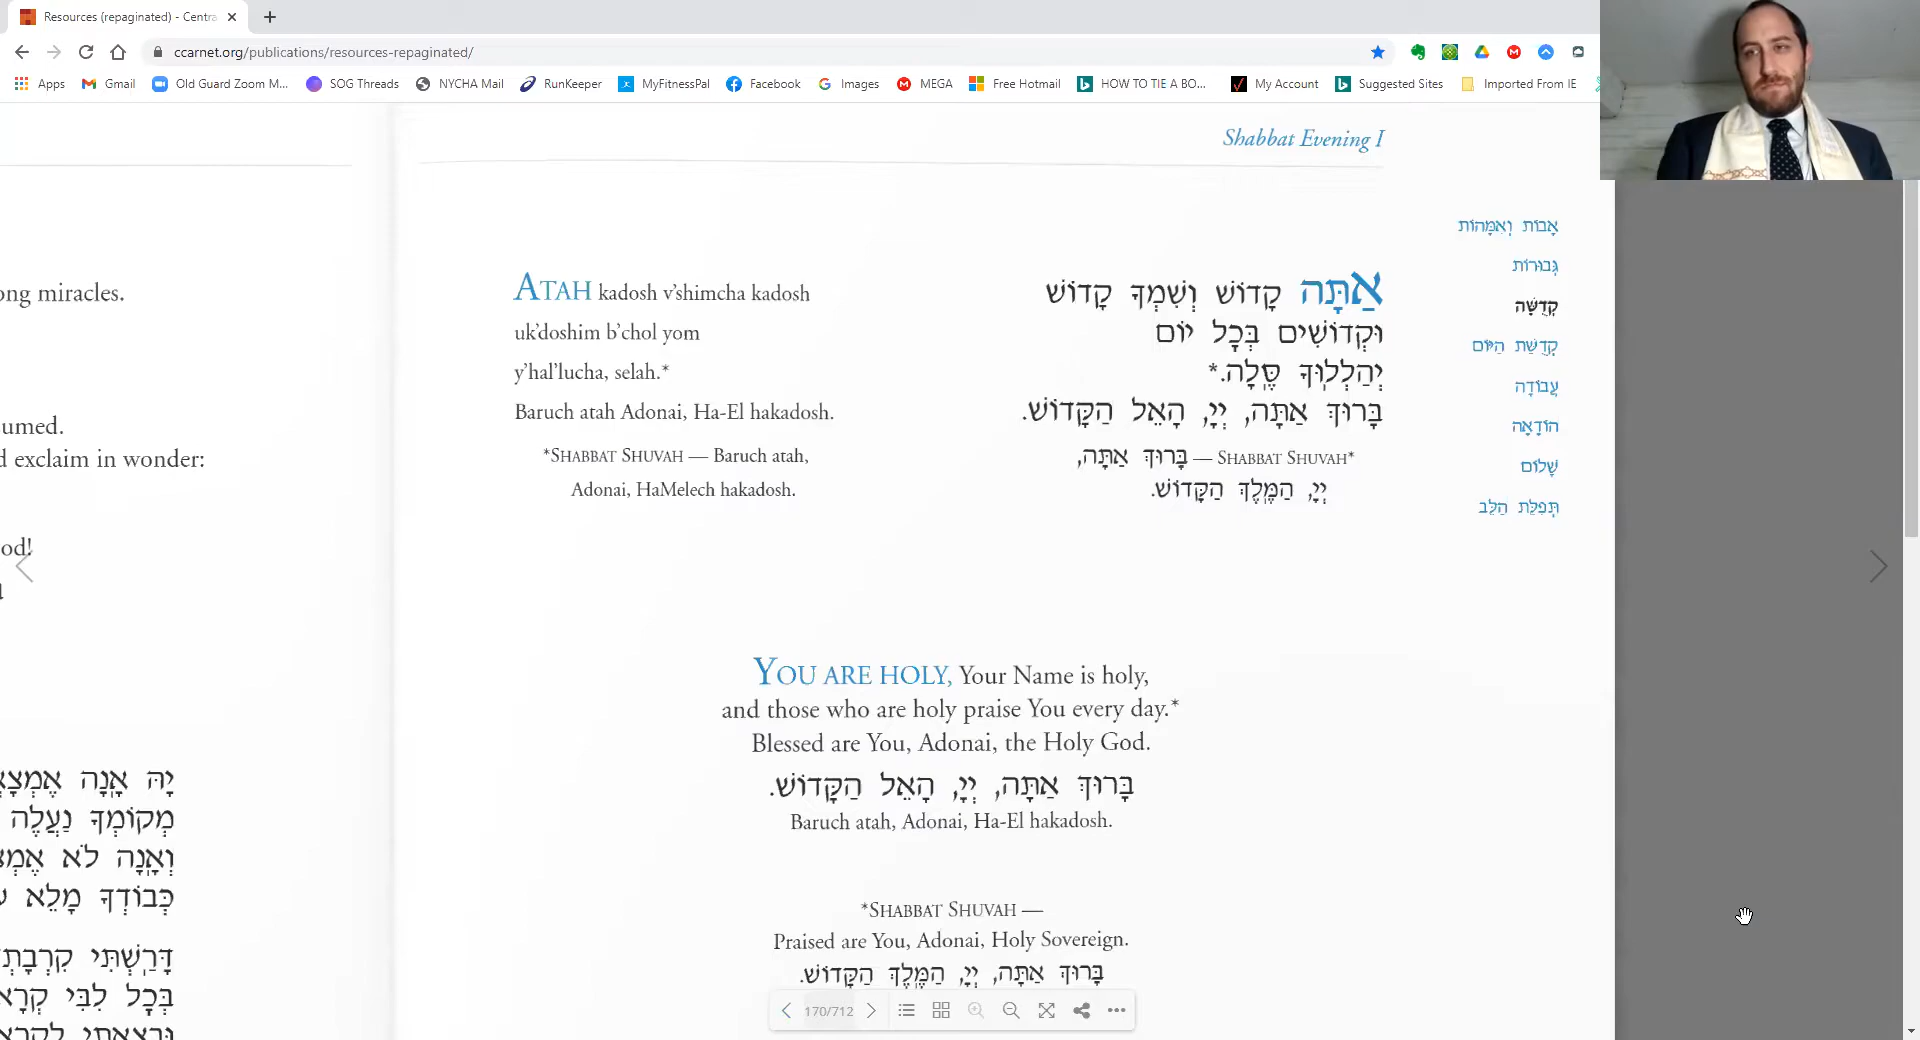 Resources (repaginated) - Centra
ccarnet.org/publications/resources-repaginated/
Apps Gmail Old Guard Zoom M... SOG Threads NYCHA Mail RunKeeper MyFitnessPal Facebook Images MEGA Free Hotmail HOW TO TIE A BO... My Account Suggested Sites Imported From IE
ong miracles.
umed.
d exclaim in wonder:
od!
יָהּ אָנָה אֶמְצָ
מְקוֹמְךָ נַעֲלֶה
וְאָנָה לֹא אֶמְ
כְּבוֹדְךָ מָלֵא
דָּרַשְׁתִּי קִרְבָת
בְּכׇל לִבִּי קְרָא
Shabbat Evening I
ATAH kadosh v'shimcha kadosh
uk'doshim b'chol yom
y'hal'lucha, selah.*
Baruch atah Adonai, Ha-El hakadosh.
*SHABBAT SHUVAH — Baruch atah,
Adonai, HaMelech hakadosh.
אַתָּה קָדוֹשׁ וְשִׁמְךָ קָדוֹשׁ
וּקְדוֹשִׁים בְּכׇל יוֹם
יְהַלְלֽוּךָ סֶּֽלָה.*
בָּרוּךְ אַתָּה, יְיָ, הָאֵל הַקָּדוֹשׁ.
*SHABBAT SHUVAH — בָּרוּךְ אַתָּה,
יְיָ, הַמֶּֽלֶךְ הַקָּדוֹשׁ.
אָבוֹת וְאִמָּהוֹת
גְּבוּרוֹת
קְדֻשָּׁה
קְדֻשַּׁת הַיּוֹם
עֲבוֹדָה
הוֹדָאָה
שָׁלוֹם
תְּפִלַּת הַלֵּב
YOU ARE HOLY, Your Name is holy,
and those who are holy praise You every day.*
Blessed are You, Adonai, the Holy God.
בָּרוּךְ אַתָּה, יְיָ, הָאֵל הַקָּדוֹשׁ.
Baruch atah, Adonai, Ha-El hakadosh.
*SHABBAT SHUVAH —
Praised are You, Adonai, Holy Sovereign.
בָּרוּךְ אַתָּה, יְיָ, הַמֶּֽלֶךְ הַקָּדוֹשׁ.
170/712